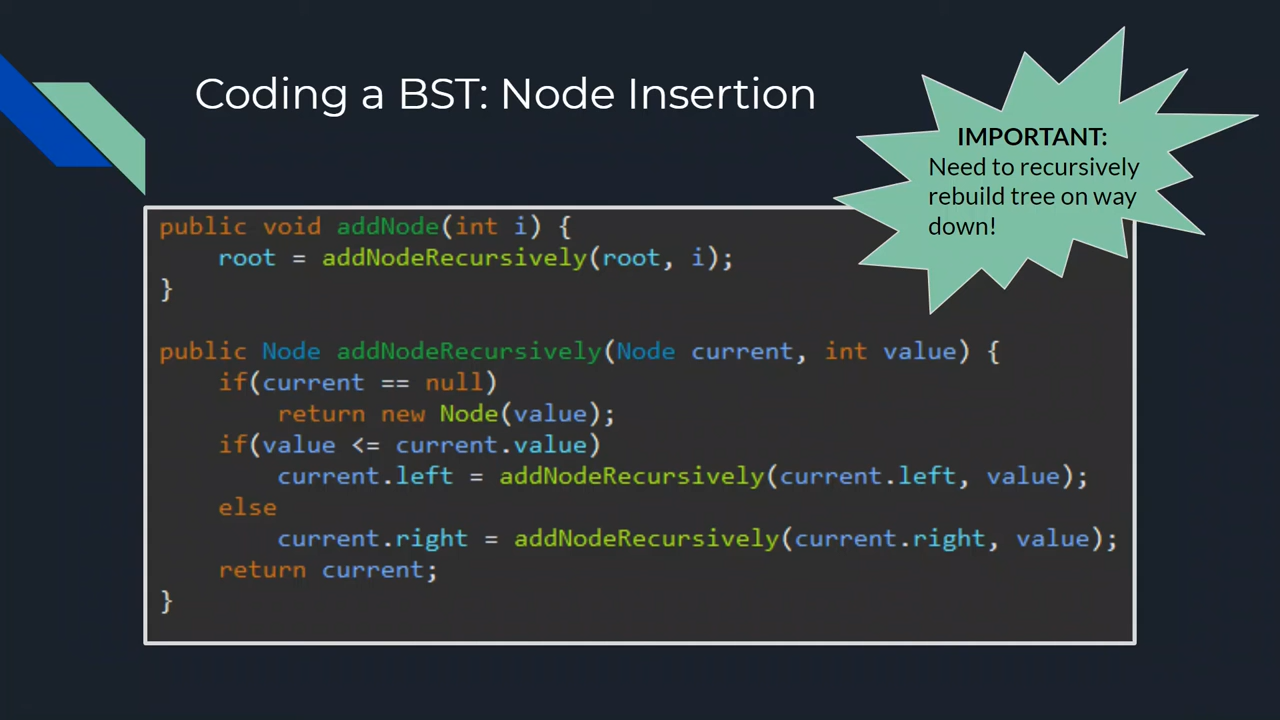 Coding a BST: Node Insertion
IMPORTANT:
Need to recursively
rebuild tree on way
down!
public void addNode(int i) {
    root = addNodeRecursively(root, i);
}
public Node addNodeRecursively(Node current, int value) {
    if(current == null)
        return new Node(value);
    if(value <= current.value)
        current.left = addNodeRecursively(current.left, value);
    else
        current.right = addNodeRecursively(current.right, value);
    return current;
}